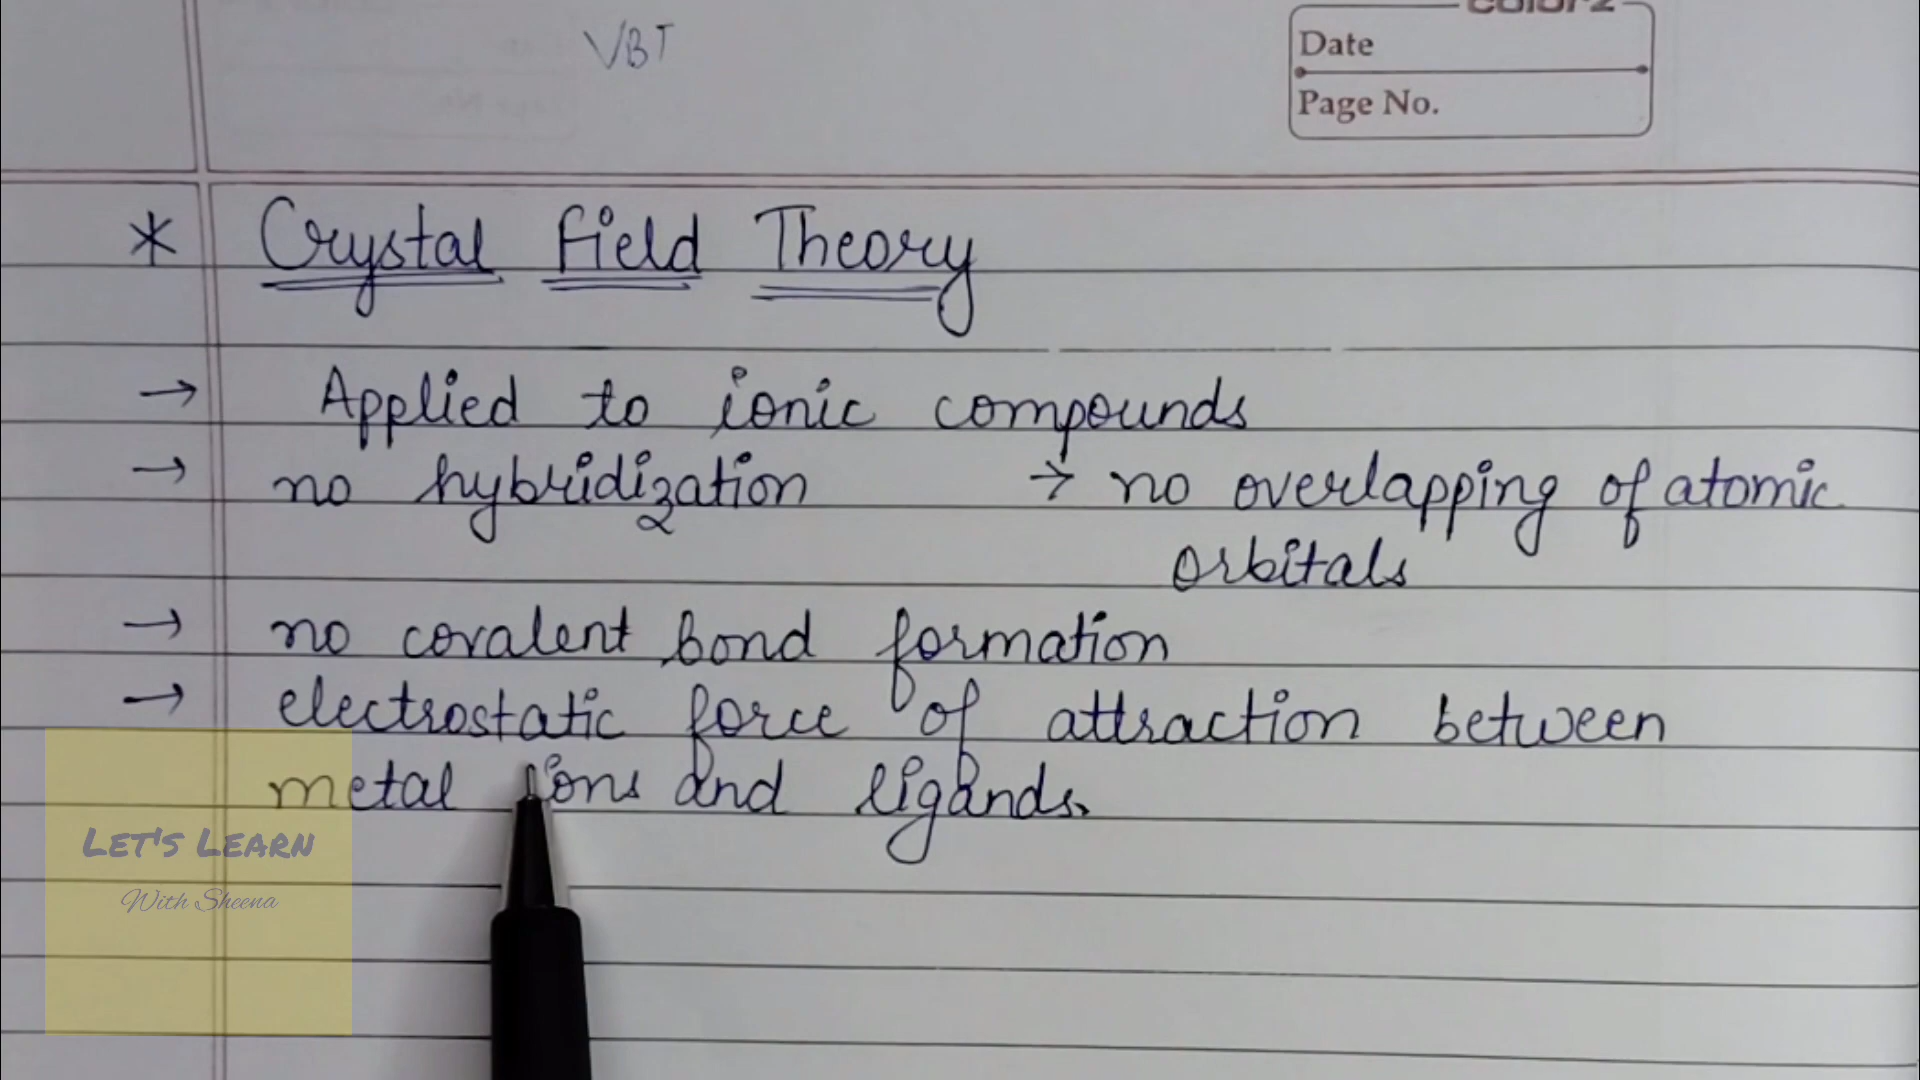 VBT
Date
Page No.
* Crystal Field Theory
→ Applied to ionic compounds
→ no hybridization → no overlapping of atomic
orbitals
→ no covalent bond formation
→ electrostatic force of attraction between
metal ions and ligands.
LET'S LEARN
With Sheena